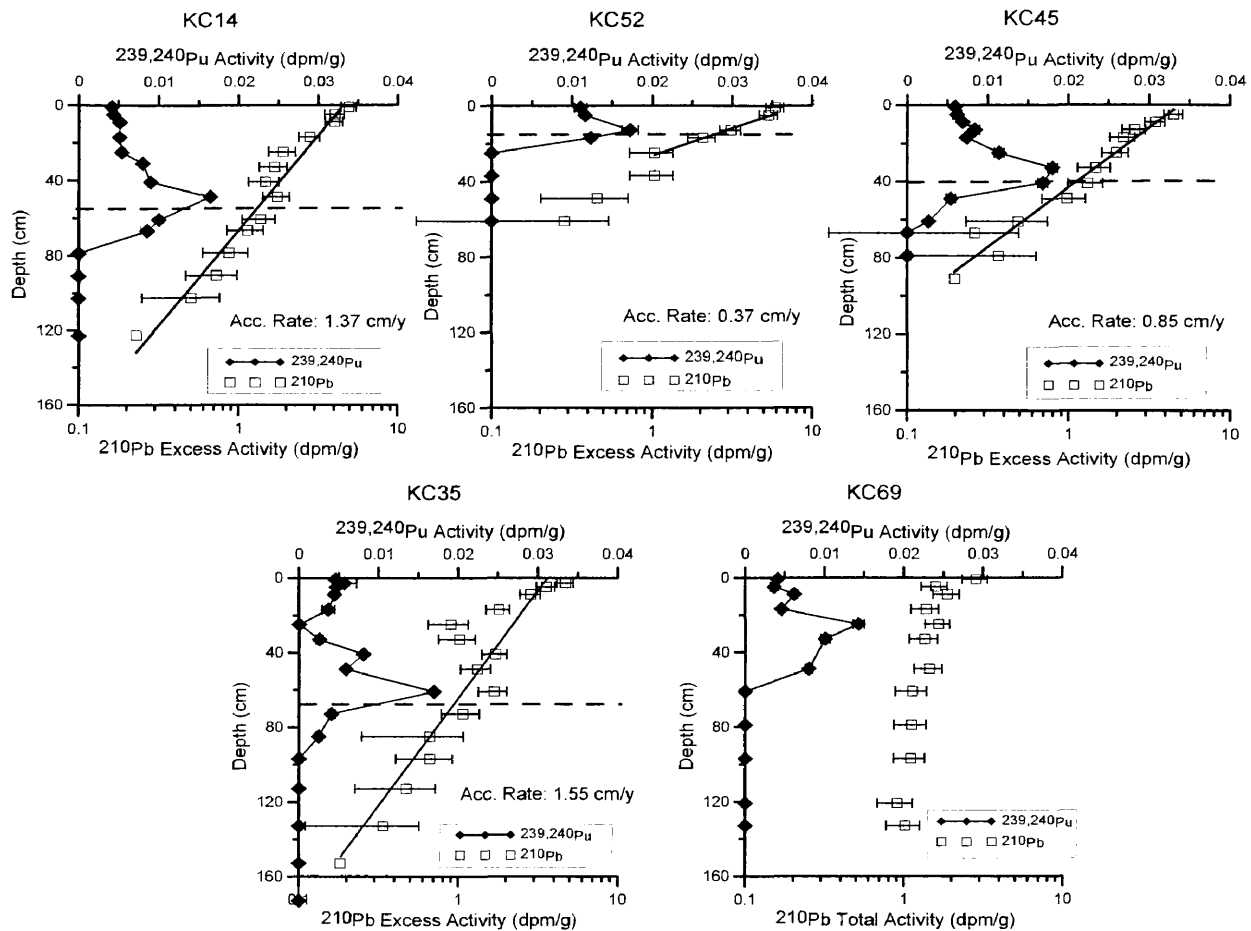 KC14
239,240Pu Activity (dpm/g)
0 0.01 0.02 0.03 0.04
0
40
80
120
160
Depth (cm)
Acc. Rate: 1.37 cm/y
239,240Pu
210Pb
0.1 1 10
210Pb Excess Activity (dpm/g)
KC52
239,240Pu Activity (dpm/g)
0 0.01 0.02 0.03 0.04
0
40
80
120
160
Depth (cm)
Acc. Rate: 0.37 cm/y
239,240Pu
210Pb
0.1 1 10
210Pb Excess Activity (dpm/g)
KC45
239,240Pu Activity (dpm/g)
0 0.01 0.02 0.03 0.04
0
40
80
120
160
Depth (cm)
Acc. Rate: 0.85 cm/y
239,240Pu
210Pb
0.1 1 10
210Pb Excess Activity (dpm/g)
KC35
239,240Pu Activity (dpm/g)
0 0.01 0.02 0.03 0.04
0
40
80
120
160
Depth (cm)
Acc. Rate: 1.55 cm/y
239,240Pu
210Pb
1 10
210Pb Excess Activity (dpm/g)
KC69
239,240Pu Activity (dpm/g)
0 0.01 0.02 0.03 0.04
0
40
80
120
160
Depth (cm)
239,240Pu
210Pb
0.1 1 10
210Pb Total Activity (dpm/g)